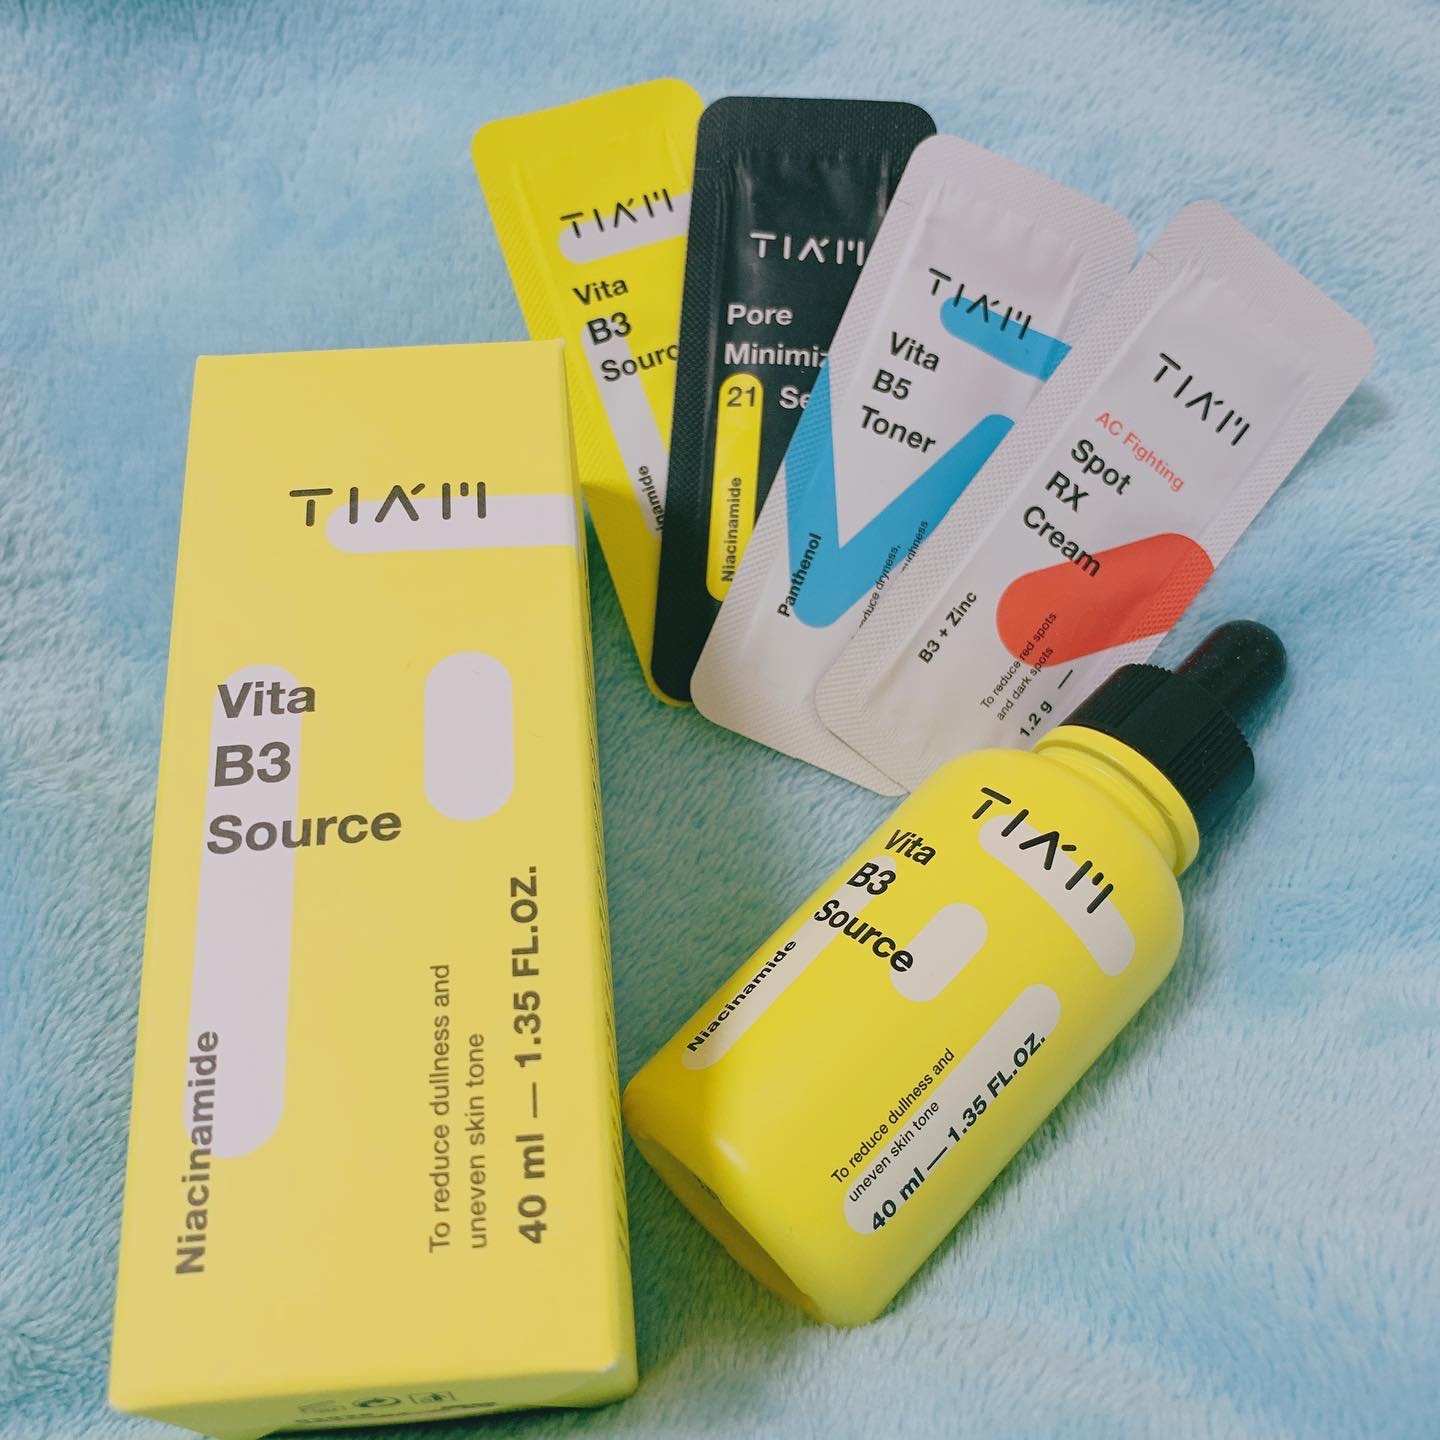 TIA'M
Vita
B3
Source
Niacinamide
To reduce dullness and
uneven skin tone
40 ml — 1.35 FL.OZ.
TIA'M
Vita
B3
TIA'M
Pore
21
Niacinamide
TIA'M
Vita
B5
Toner
Panthenol
dryness,
TIA'M
AC Fighting
Spot
RX
Cream
B3 + Zinc
To reduce red spots
and dark spots
1.2 g —
TIA'M
Vita
B3
Source
Niacinamide
To reduce dullness and
uneven skin tone
40 ml — 1.35 FL.OZ.